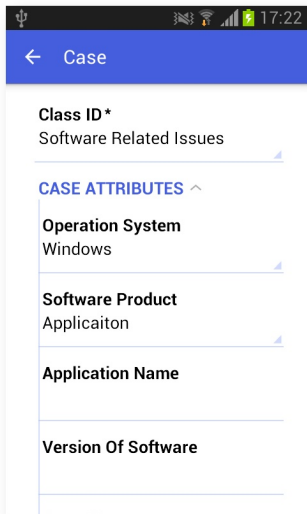 17:22
Case
Class ID*
Software Related Issues
CASE ATTRIBUTES
Operation System
Windows
Software Product
Applicaiton
Application Name
Version Of Software